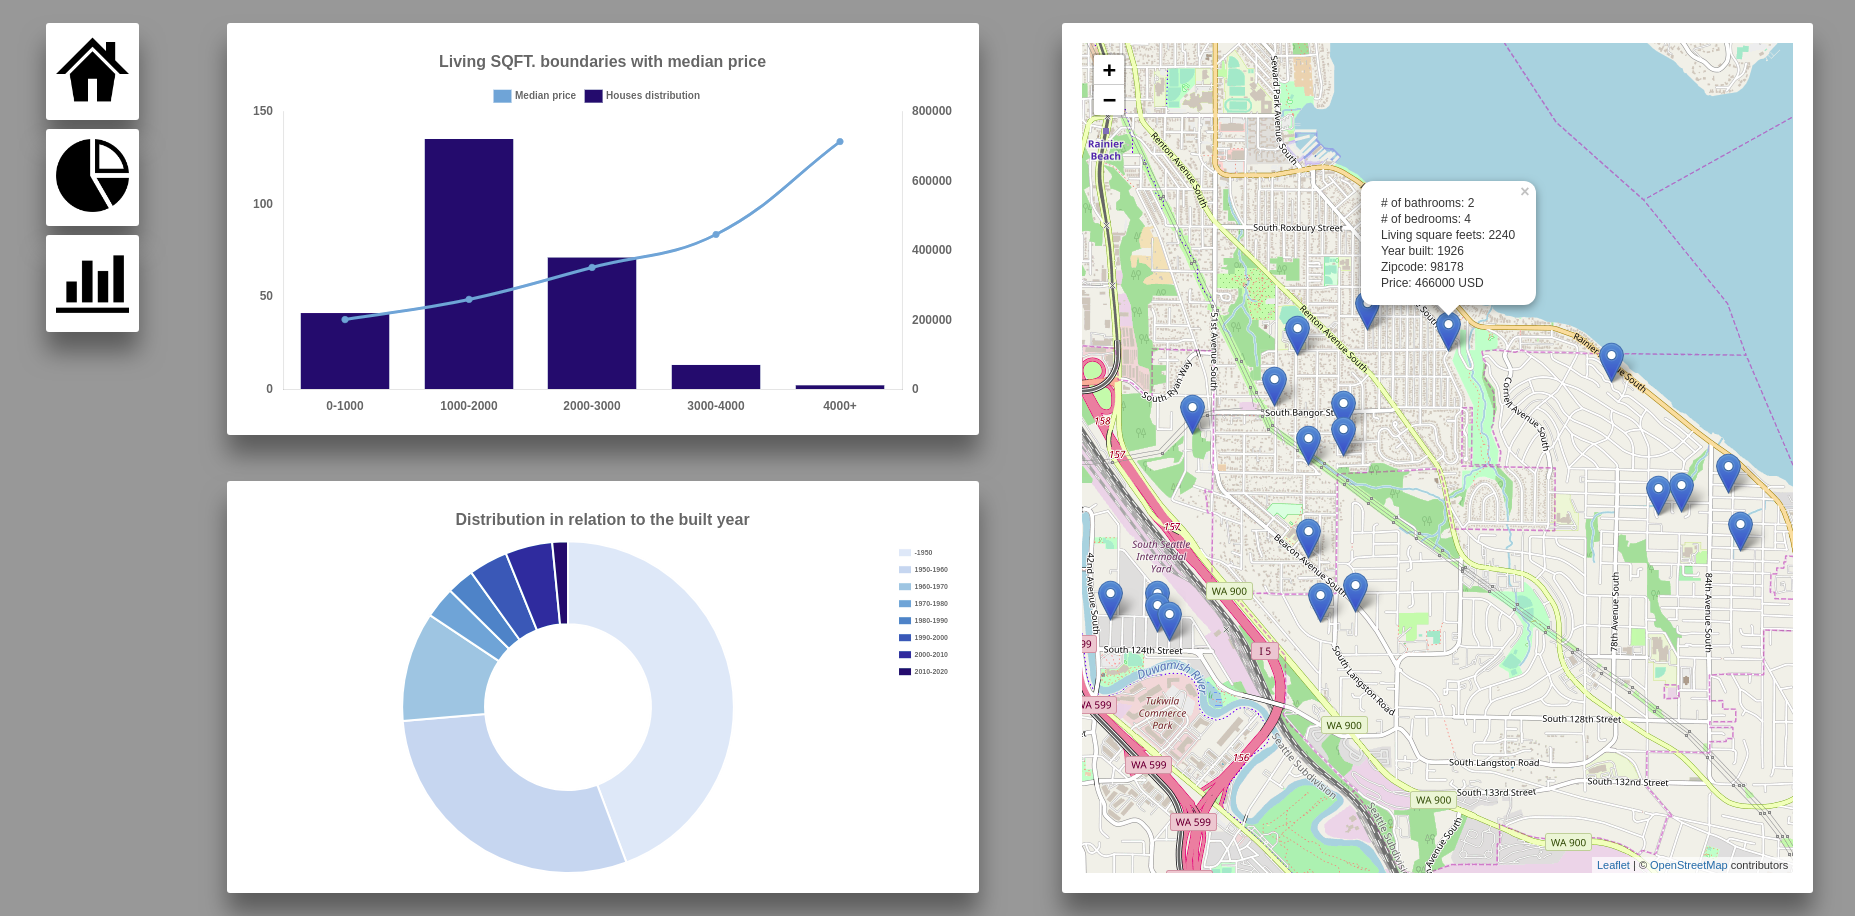 Living SQFT. boundaries with median price
Median price
Houses distribution
150
100
50
0
800000
600000
400000
200000
0
0-1000
1000-2000
2000-3000
3000-4000
4000+
Distribution in relation to the built year
-1950
1950-1960
1960-1970
1970-1980
1980-1990
1990-2000
2000-2010
2010-2020
+
−
×
# of bathrooms: 2
# of bedrooms: 4
Living square feets: 2240
Year built: 1926
Zipcode: 98178
Price: 466000 USD
Rainier
Beach
Seward Park Avenue South
Renton Avenue South
South Roxbury Street
51st Avenue South
Renton Avenue South
South Ryan Way
South Bangor St
Cornell Avenue South
158
157
157
South Seattle
Intermodal
Yard
Beacon Avenue South
42nd Avenue South
WA 900
South 124th Street
I 5
99
Duwamish River
WA 599
Tukwila
Commerce
Park
South Langston Road
WA 900
78th Avenue South
84th Avenue South
South 128th Street
156
Seattle Subdivision
WA 599
South Langston Road
South 132nd Street
South 133rd Street
WA 900
WA 599
WA 900
Seattle Subdivis
Avenue South
Leaflet | © OpenStreetMap contributors